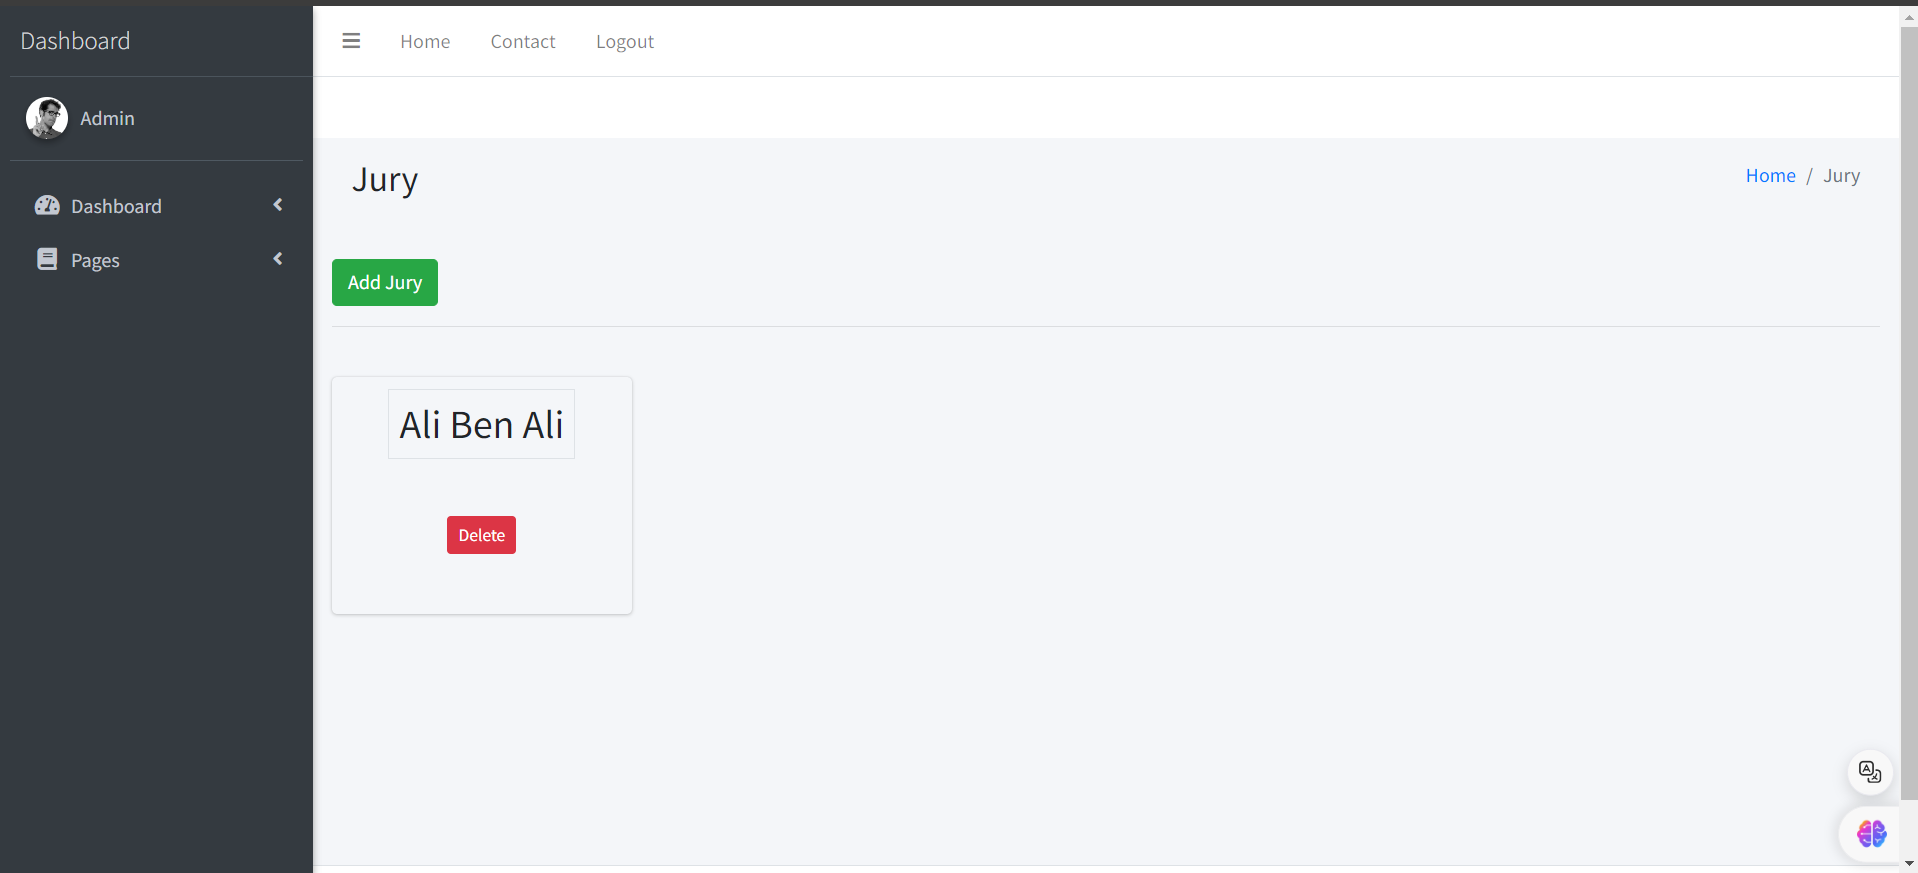 Dashboard
Home Contact Logout
Admin
Dashboard
Pages
Jury
Home / Jury
Add Jury
Ali Ben Ali
Delete